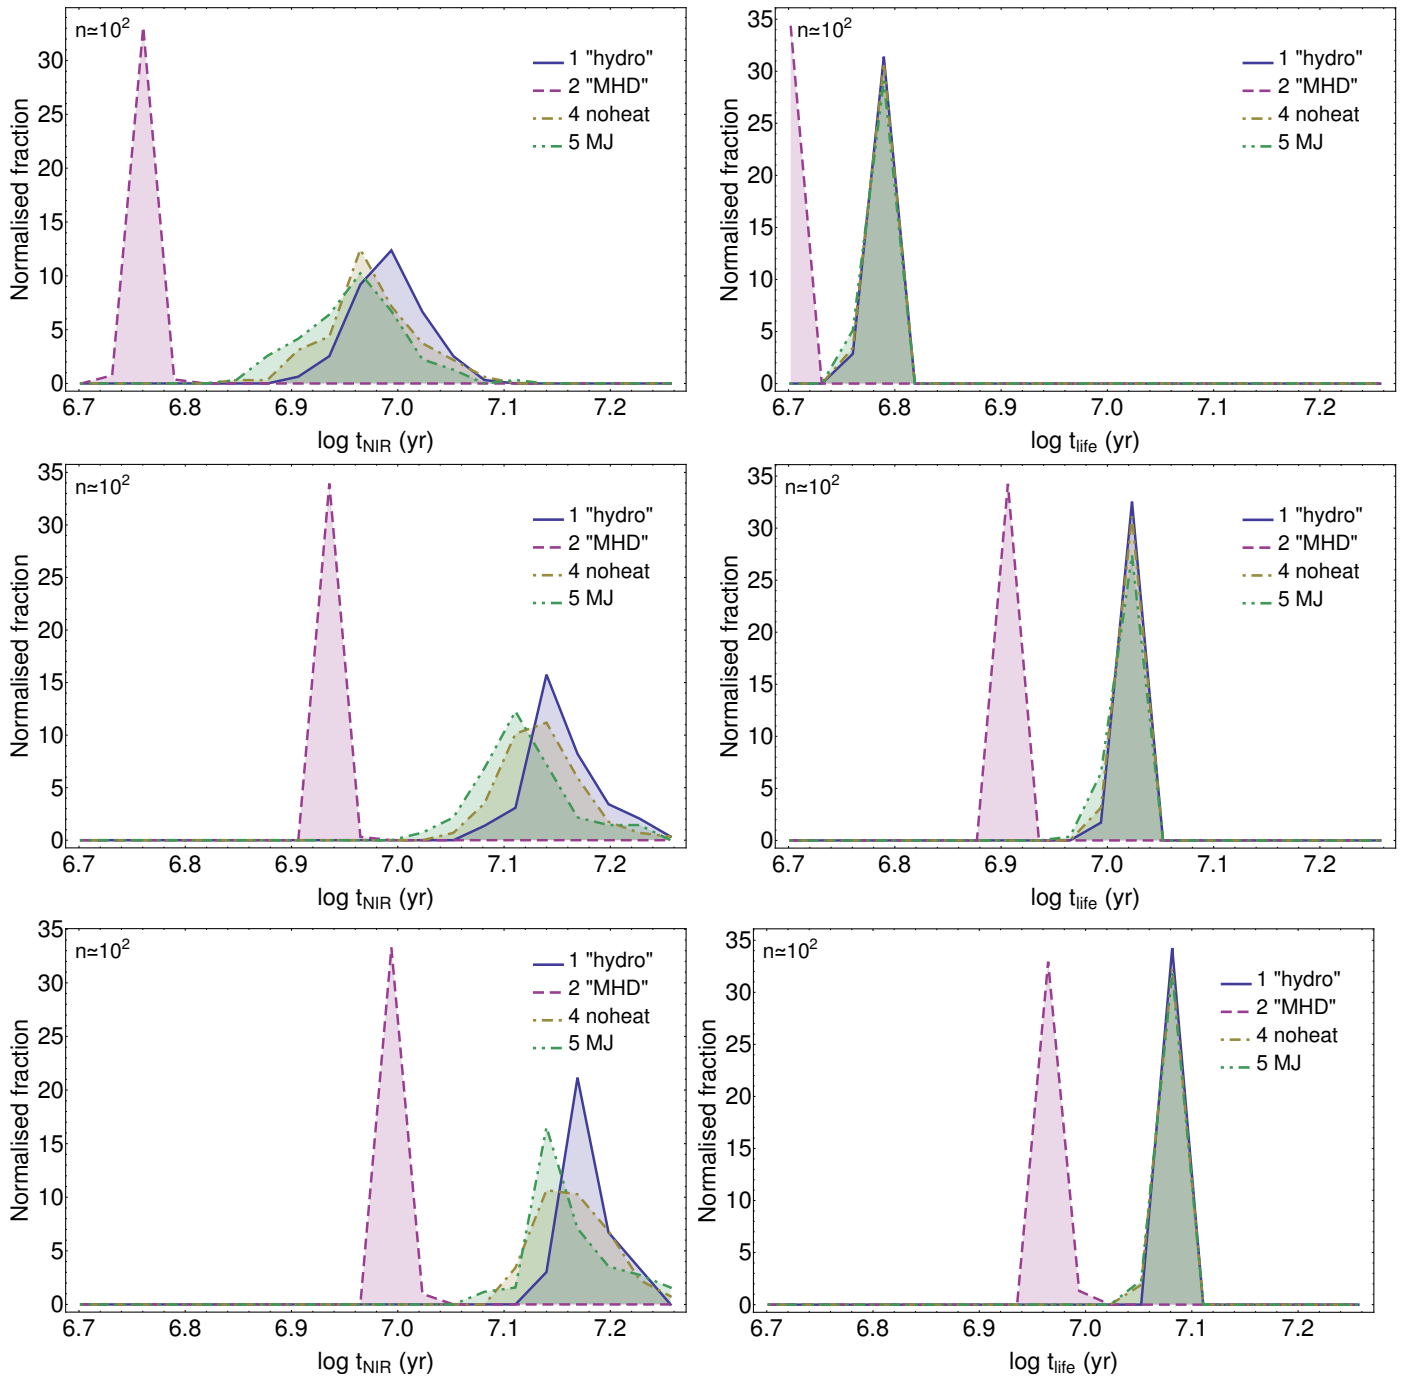 n≃10²
1 "hydro"
2 "MHD"
4 noheat
5 MJ
Normalised fraction
30
25
20
15
10
5
0
6.7 6.8 6.9 7.0 7.1 7.2
log t_NIR (yr)
n≃10²
1 "hydro"
2 "MHD"
4 noheat
5 MJ
Normalised fraction
35
30
25
20
15
10
5
0
6.7 6.8 6.9 7.0 7.1 7.2
log t_life (yr)
n≃10²
1 "hydro"
2 "MHD"
4 noheat
5 MJ
Normalised fraction
35
30
25
20
15
10
5
0
6.7 6.8 6.9 7.0 7.1 7.2
log t_NIR (yr)
n≃10²
1 "hydro"
2 "MHD"
4 noheat
5 MJ
Normalised fraction
35
30
25
20
15
10
5
0
6.7 6.8 6.9 7.0 7.1 7.2
log t_life (yr)
n≃10²
1 "hydro"
2 "MHD"
4 noheat
5 MJ
Normalised fraction
35
30
25
20
15
10
5
0
6.7 6.8 6.9 7.0 7.1 7.2
log t_NIR (yr)
n≃10²
1 "hydro"
2 "MHD"
4 noheat
5 MJ
Normalised fraction
35
30
25
20
15
10
5
0
6.7 6.8 6.9 7.0 7.1 7.2
log t_life (yr)